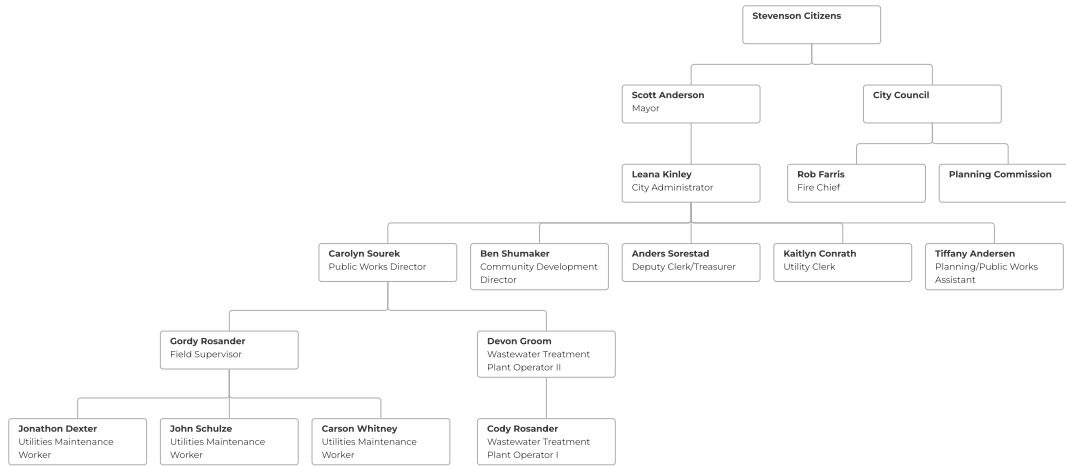 Stevenson Citizens
Scott Anderson
Mayor
City Council
Leana Kinley
City Administrator
Rob Farris
Fire Chief
Planning Commission
Carolyn Sourek
Public Works Director
Ben Shumaker
Community Development
Director
Anders Sorestad
Deputy Clerk/Treasurer
Kaitlyn Conrath
Utility Clerk
Tiffany Andersen
Planning/Public Works
Assistant
Gordy Rosander
Field Supervisor
Devon Groom
Wastewater Treatment
Plant Operator II
Jonathon Dexter
Utilities Maintenance
Worker
John Schulze
Utilities Maintenance
Worker
Carson Whitney
Utilities Maintenance
Worker
Cody Rosander
Wastewater Treatment
Plant Operator I